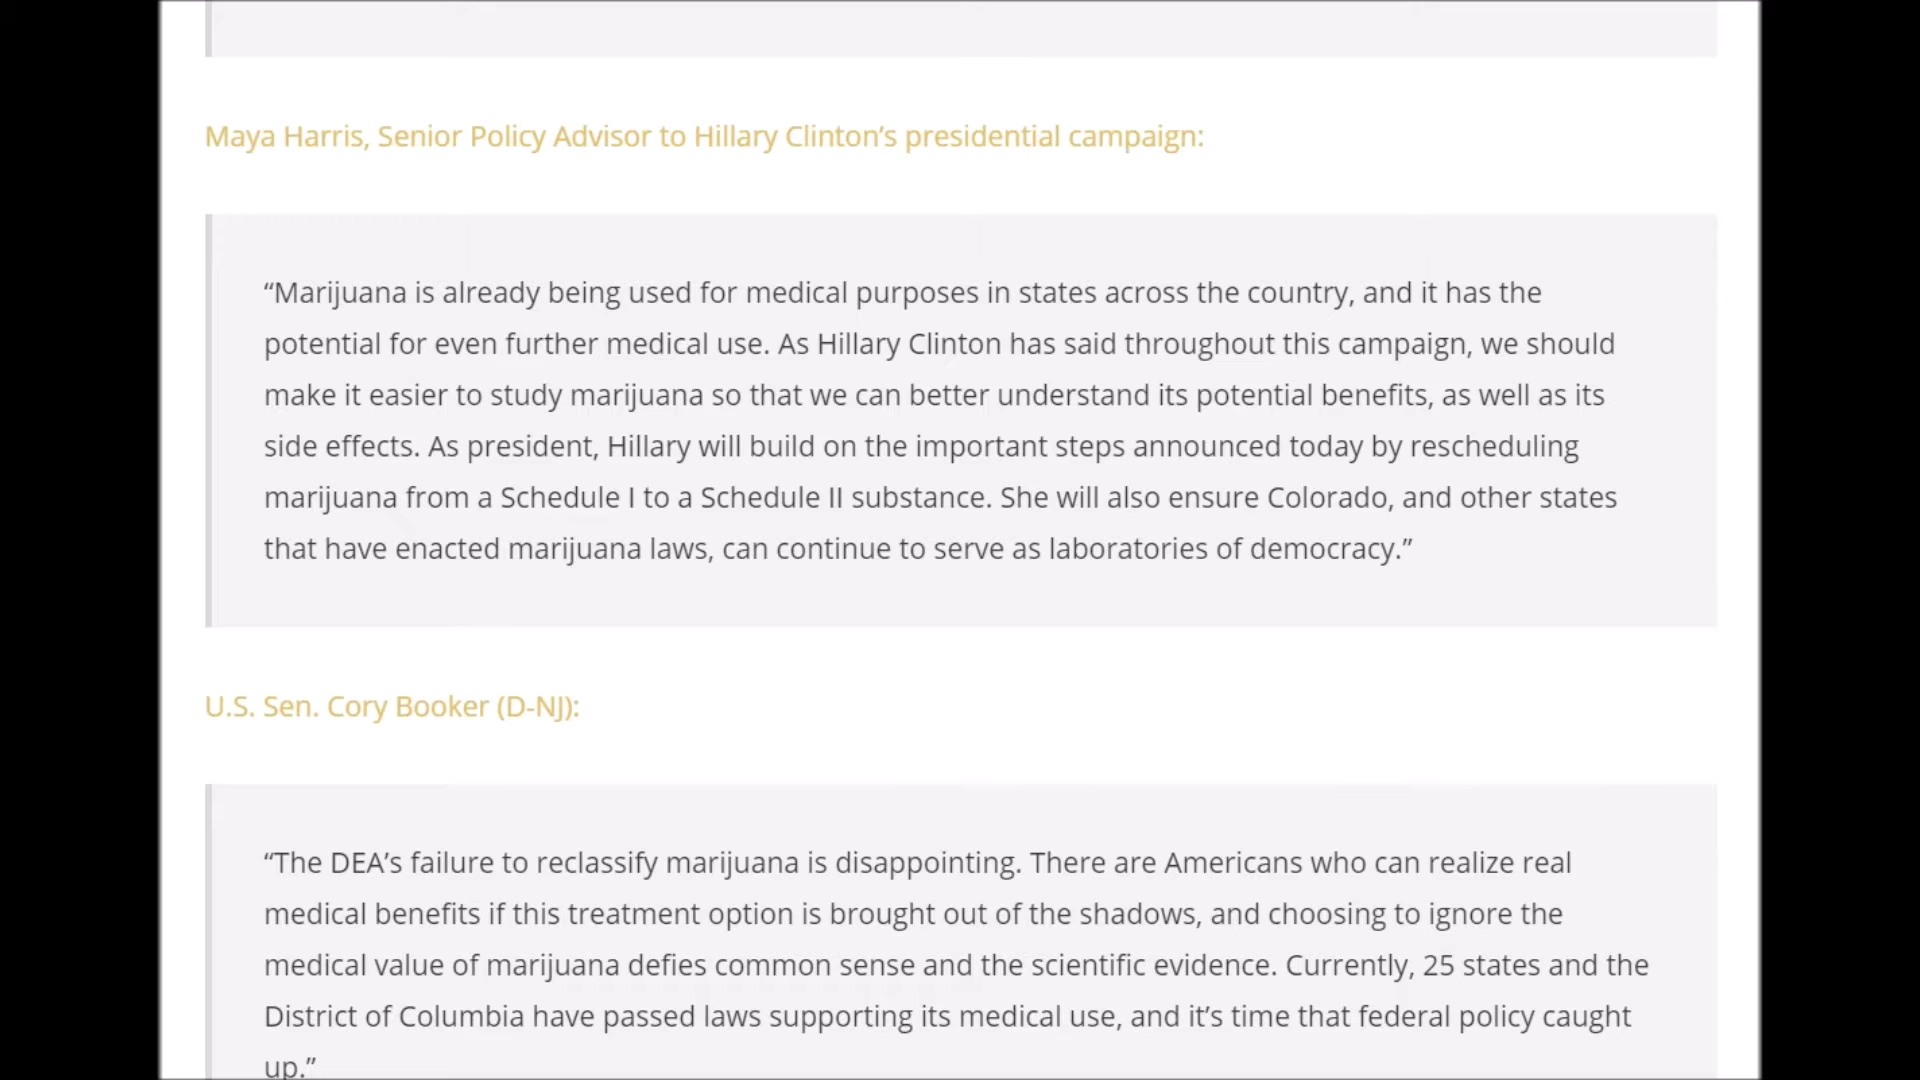 Maya Harris, Senior Policy Advisor to Hillary Clinton’s presidential campaign:
“Marijuana is already being used for medical purposes in states across the country, and it has the
potential for even further medical use. As Hillary Clinton has said throughout this campaign, we should
make it easier to study marijuana so that we can better understand its potential benefits, as well as its
side effects. As president, Hillary will build on the important steps announced today by rescheduling
marijuana from a Schedule I to a Schedule II substance. She will also ensure Colorado, and other states
that have enacted marijuana laws, can continue to serve as laboratories of democracy.”
U.S. Sen. Cory Booker (D-NJ):
“The DEA’s failure to reclassify marijuana is disappointing. There are Americans who can realize real
medical benefits if this treatment option is brought out of the shadows, and choosing to ignore the
medical value of marijuana defies common sense and the scientific evidence. Currently, 25 states and the
District of Columbia have passed laws supporting its medical use, and it’s time that federal policy caught
up.”